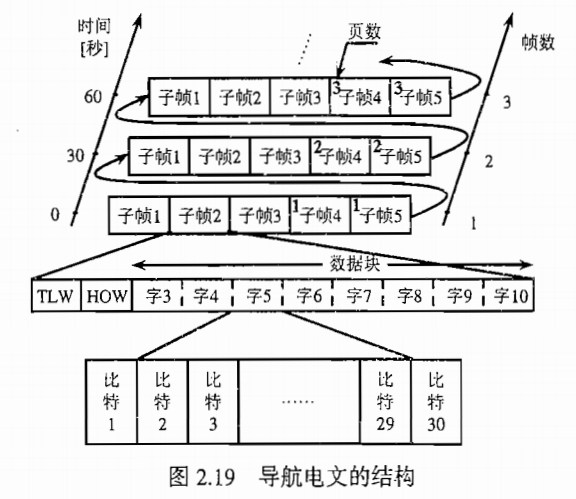 时间
[秒]
页数
帧数
60
子帧1 子帧2 子帧3 3子帧4 3子帧5
3
30
子帧1 子帧2 子帧3 2子帧4 2子帧5
2
0
子帧1 子帧2 子帧3 1子帧4 1子帧5
1
数据块
TLW HOW 字3 字4 字5 字6 字7 字8 字9 字10
比特1 比特2 比特3 …… 比特29 比特30
图 2.19 导航电文的结构